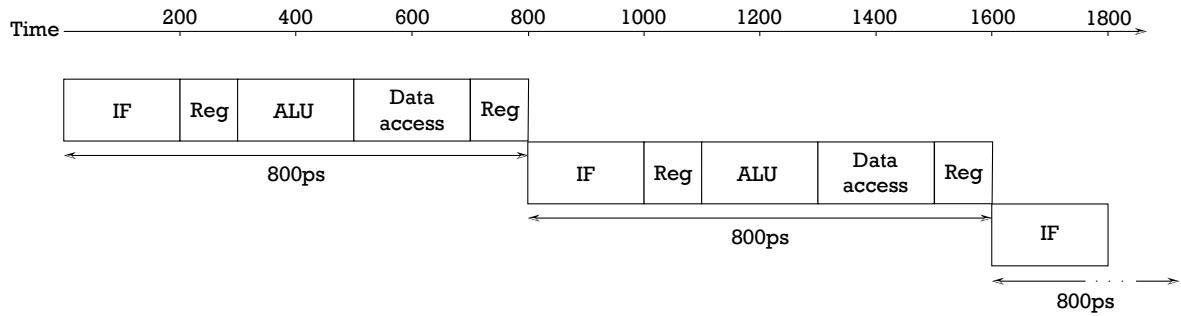 200 400 600 800 1000 1200 1400 1600 1800
Time
IF Reg ALU Data access Reg
800ps
IF Reg ALU Data access Reg
800ps
IF
. . .
800ps